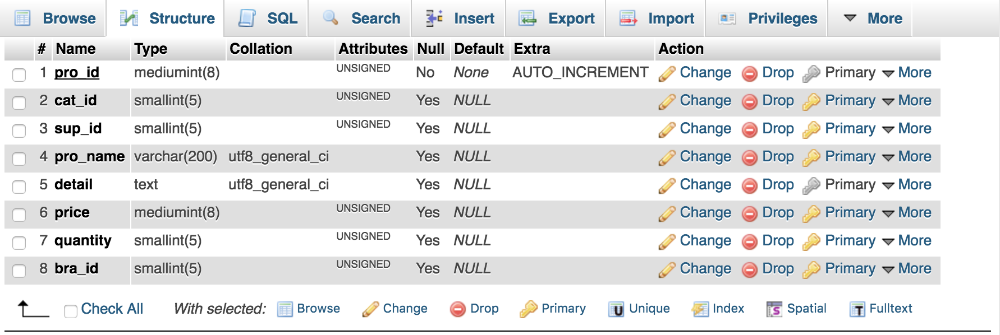 Browse Structure SQL Search Insert Export Import Privileges More
# Name Type Collation Attributes Null Default Extra Action
1 pro_id mediumint(8) UNSIGNED No None AUTO_INCREMENT Change Drop Primary More
2 cat_id smallint(5) UNSIGNED Yes NULL Change Drop Primary More
3 sup_id smallint(5) UNSIGNED Yes NULL Change Drop Primary More
4 pro_name varchar(200) utf8_general_ci Yes NULL Change Drop Primary More
5 detail text utf8_general_ci Yes NULL Change Drop Primary More
6 price mediumint(8) UNSIGNED Yes NULL Change Drop Primary More
7 quantity smallint(5) UNSIGNED Yes NULL Change Drop Primary More
8 bra_id smallint(5) UNSIGNED Yes NULL Change Drop Primary More
Check All With selected: Browse Change Drop Primary Unique Index Spatial Fulltext